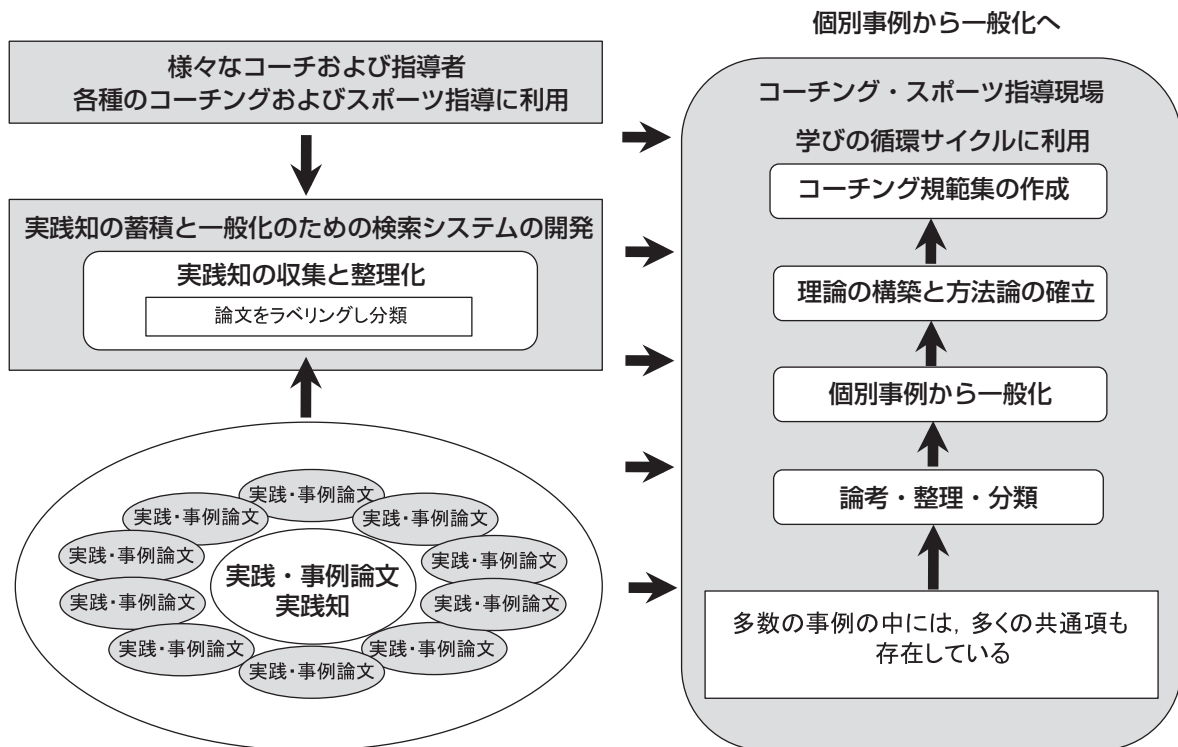 個別事例から一般化へ
様々なコーチおよび指導者
各種のコーチングおよびスポーツ指導に利用
実践知の蓄積と一般化のための検索システムの開発
実践知の収集と整理化
論文をラベリングし分類
実践・事例論文
実践・事例論文
実践・事例論文
実践・事例論文
実践・事例論文
実践・事例論文
実践・事例論文
実践・事例論文
実践・事例論文
実践・事例論文
実践・事例論文
実践知
コーチング・スポーツ指導現場
学びの循環サイクルに利用
コーチング規範集の作成
理論の構築と方法論の確立
個別事例から一般化
論考・整理・分類
多数の事例の中には，多くの共通項も
存在している